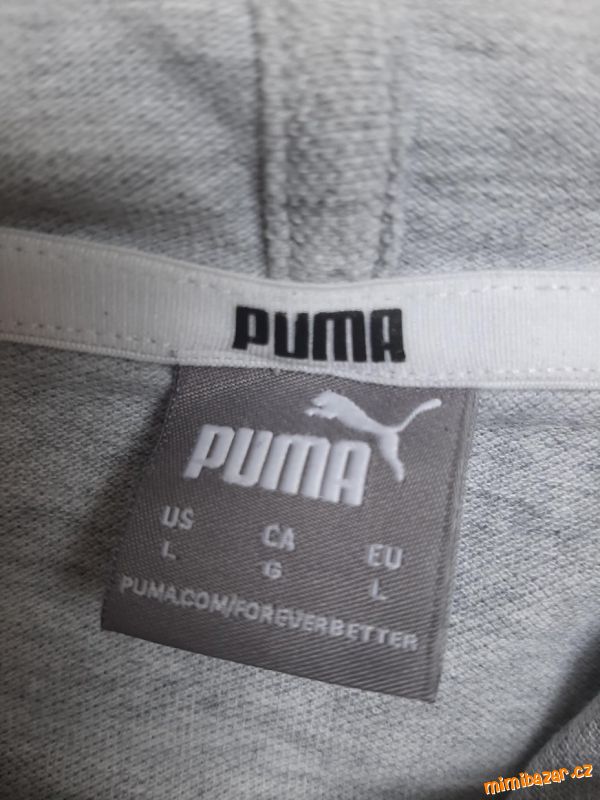 PUMA
PUMA
US CA EU
L G L
PUMA.COM/FOREVERBETTER
mimibazar.cz